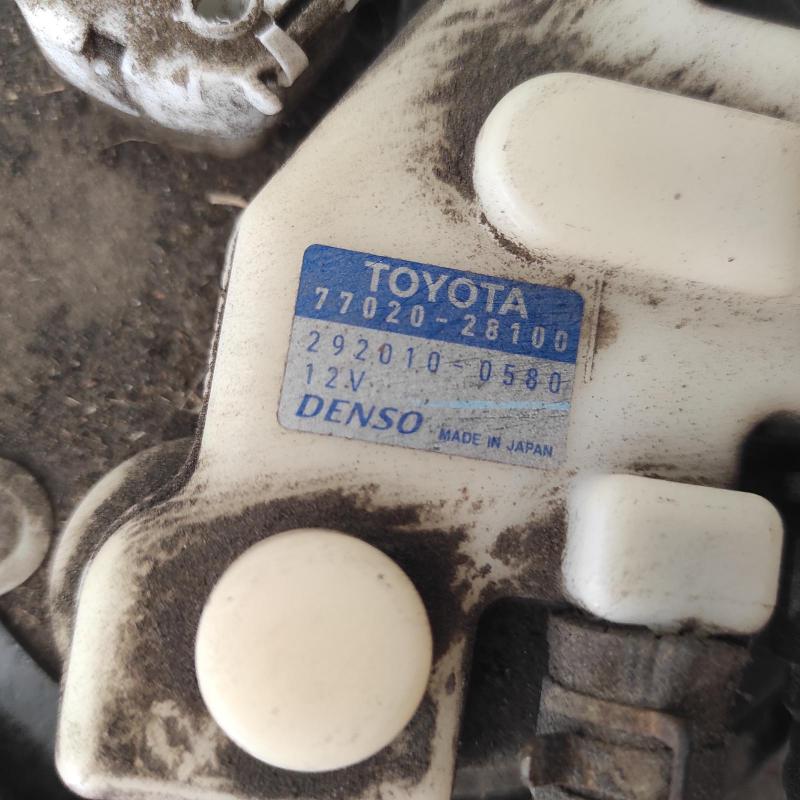 TOYOTA
77020-28100
292010-0580
12V
DENSO MADE IN JAPAN